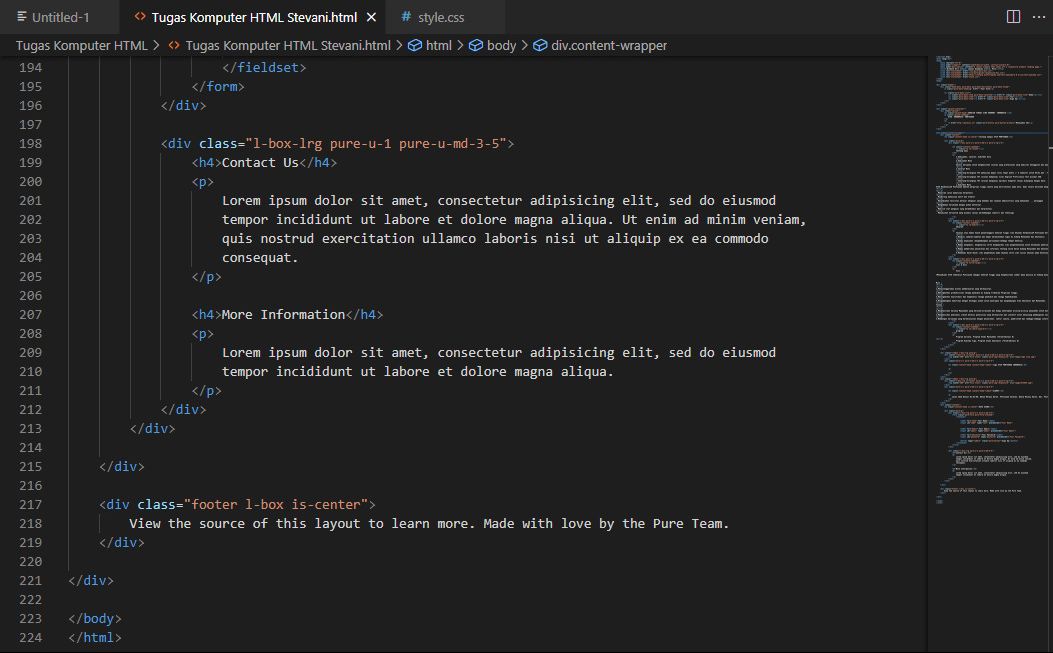 Untitled-1
Tugas Komputer HTML Stevani.html
# style.css
Tugas Komputer HTML > <> Tugas Komputer HTML Stevani.html > html > body > div.content-wrapper
194 </fieldset>
195 </form>
196 </div>
197
198 <div class="l-box-lrg pure-u-1 pure-u-md-3-5">
199 <h4>Contact Us</h4>
200 <p>
201 Lorem ipsum dolor sit amet, consectetur adipisicing elit, sed do eiusmod
202 tempor incididunt ut labore et dolore magna aliqua. Ut enim ad minim veniam,
203 quis nostrud exercitation ullamco laboris nisi ut aliquip ex ea commodo
204 consequat.
205 </p>
206
207 <h4>More Information</h4>
208 <p>
209 Lorem ipsum dolor sit amet, consectetur adipisicing elit, sed do eiusmod
210 tempor incididunt ut labore et dolore magna aliqua.
211 </p>
212 </div>
213 </div>
214
215 </div>
216
217 <div class="footer l-box is-center">
218 View the source of this layout to learn more. Made with love by the Pure Team.
219 </div>
220
221 </div>
222
223 </body>
224 </html>